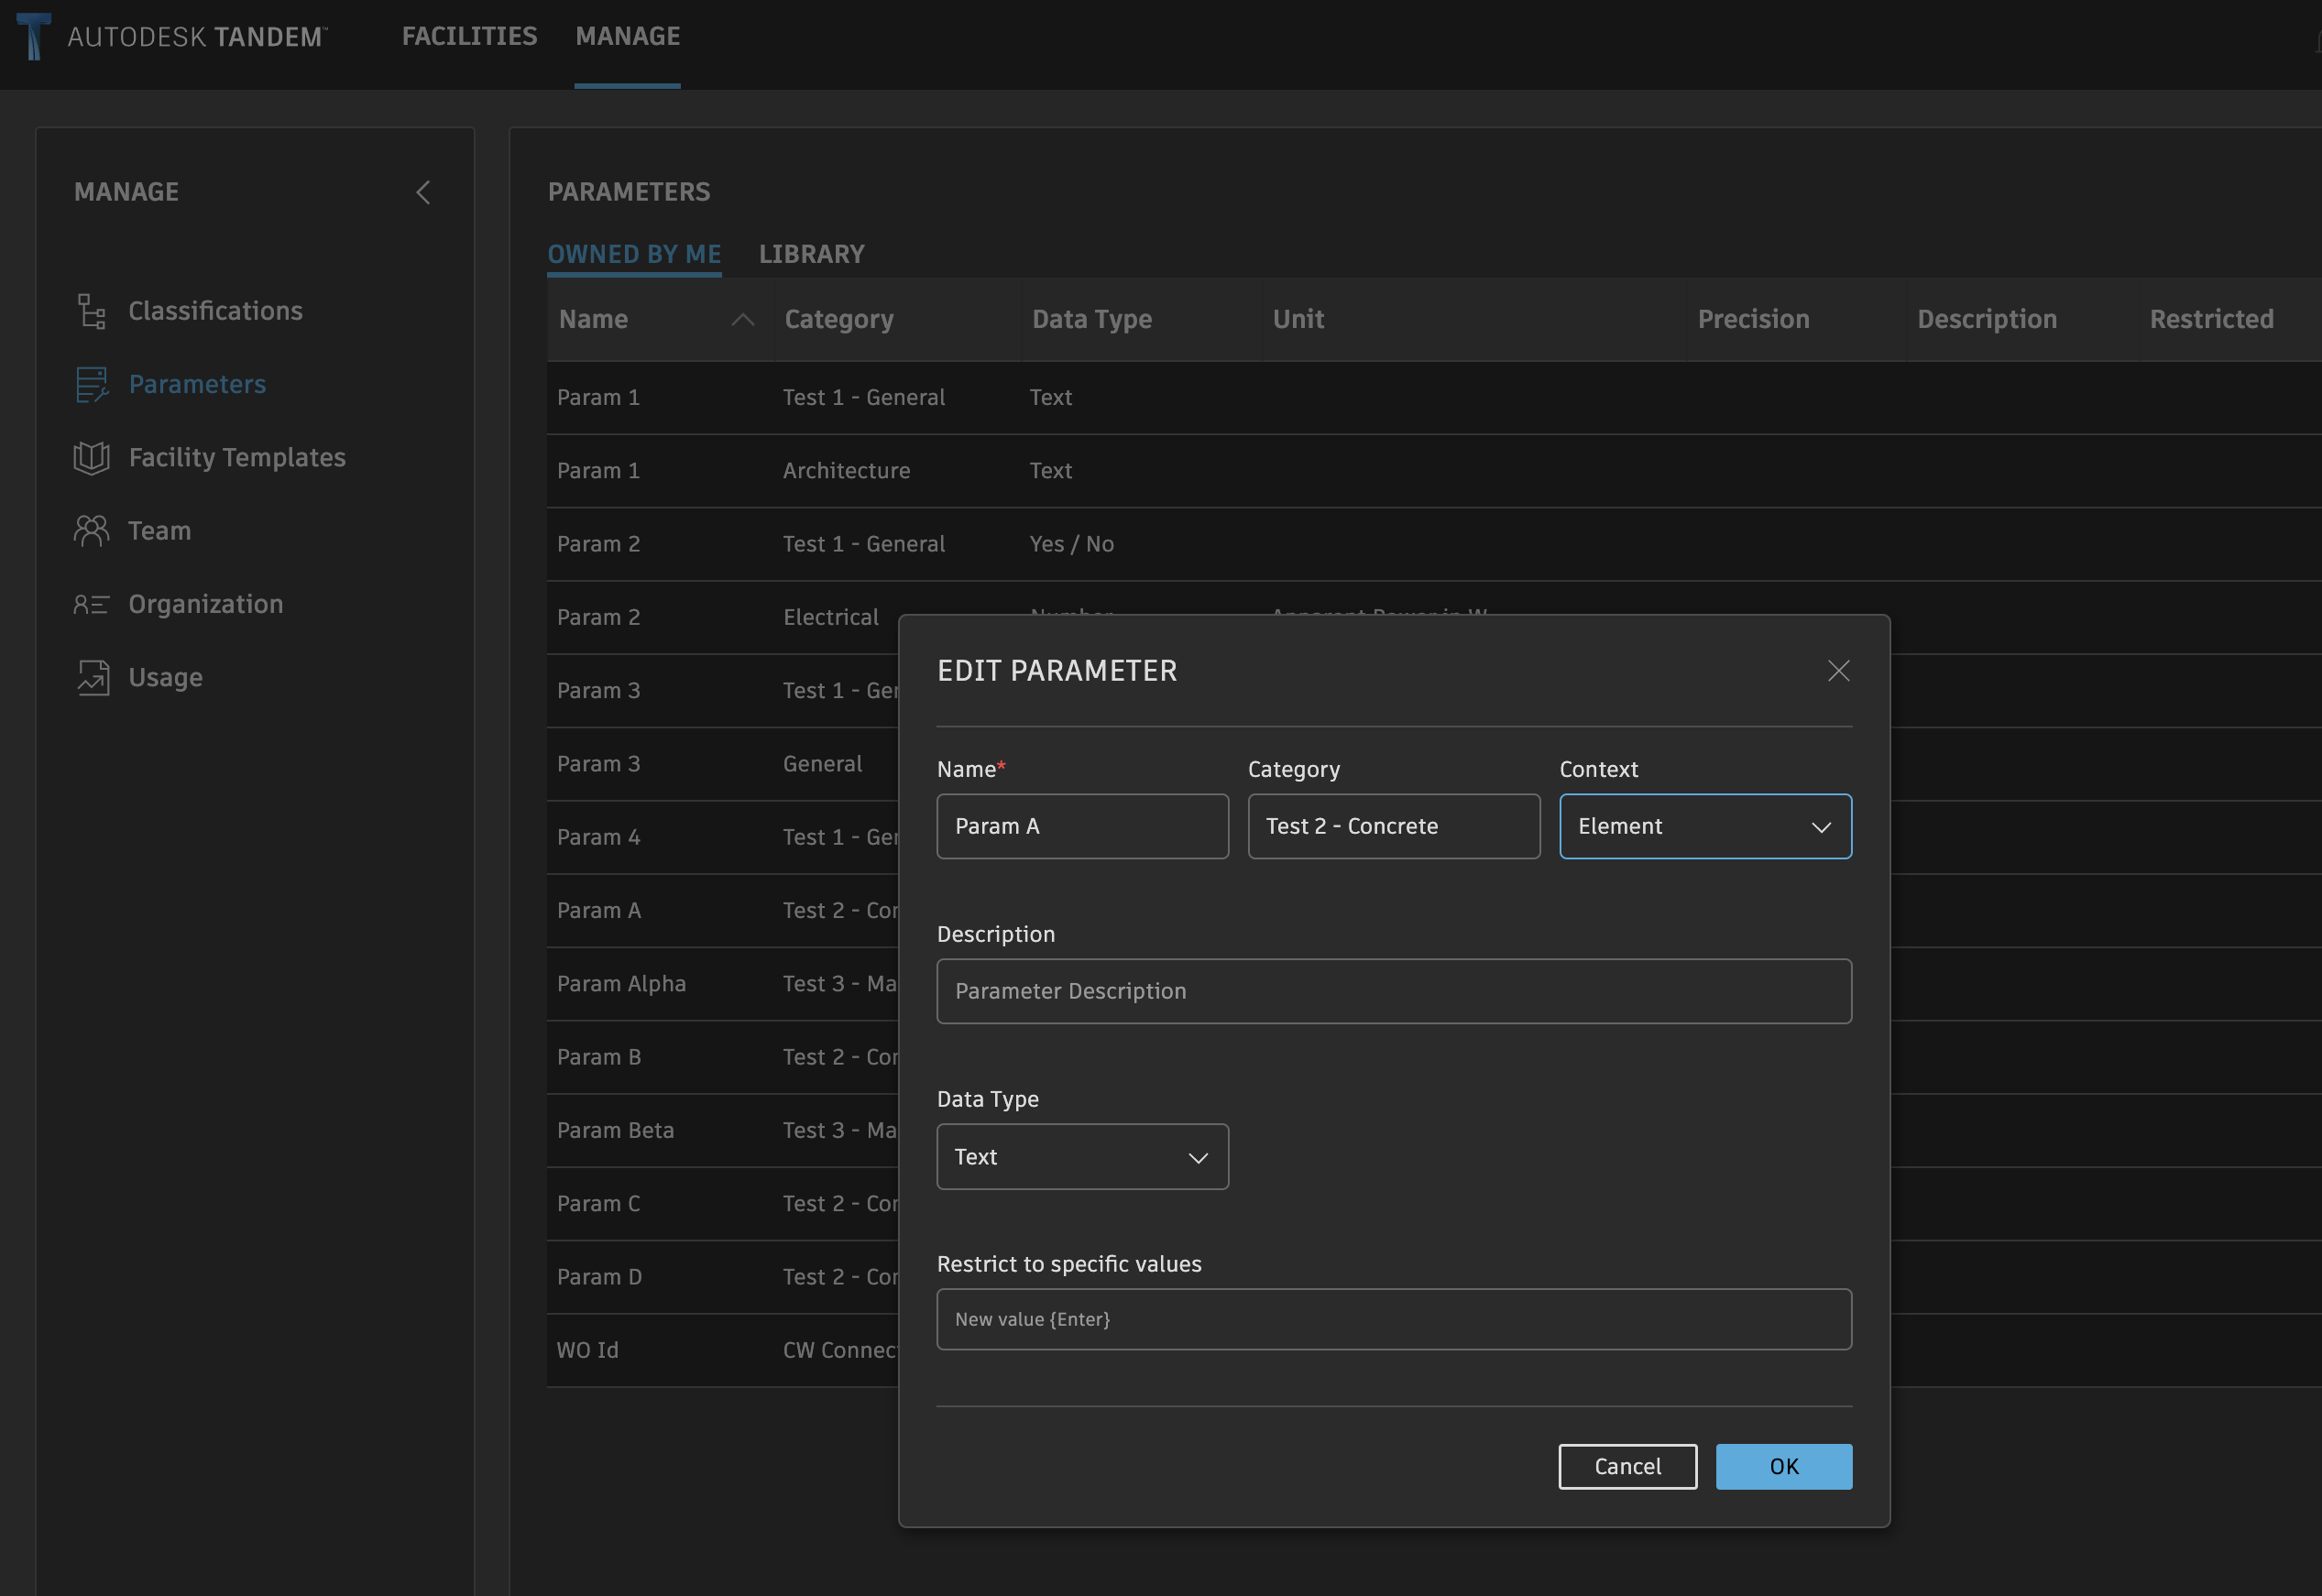 AUTODESK TANDEM™ FACILITIES MANAGE
MANAGE
Classifications
Parameters
Facility Templates
Team
Organization
Usage
PARAMETERS
OWNED BY ME LIBRARY
Name Category Data Type Unit Precision Description Restricted
Param 1 Test 1 - General Text
Param 1 Architecture Text
Param 2 Test 1 - General Yes / No
Param 2 Electrical Number Apparent Power in W
Param 3 Test 1 - Ger
Param 3 General
Param 4 Test 1 - Ger
Param A Test 2 - Cor
Param Alpha Test 3 - Ma
Param B Test 2 - Cor
Param Beta Test 3 - Ma
Param C Test 2 - Cor
Param D Test 2 - Cor
WO Id CW Connec
EDIT PARAMETER
Name* Category Context
Param A Test 2 - Concrete Element
Description
Parameter Description
Data Type
Text
Restrict to specific values
New value {Enter}
Cancel OK